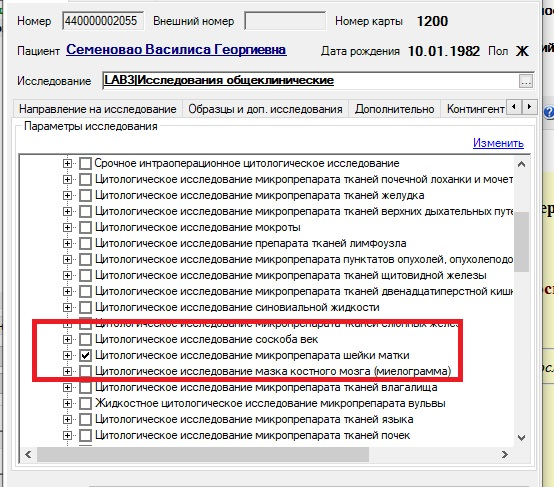 Номер 440000002055 Внешний номер Номер карты 1200
Пациент Семеновао Василиса Георгиевна Дата рождения 10.01.1982 Пол Ж
Исследование LAB3|Исследования общеклинические ...
Направление на исследование Образцы и доп. исследования Дополнительно Контингент
Параметры исследования
Изменить
Срочное интраоперационное цитологическое исследование
Цитологическое исследование микропрепарата тканей почечной лоханки и мочет
Цитологическое исследование микропрепарата тканей желудка
Цитологическое исследование микропрепарата тканей верхних дыхательных путе
Цитологическое исследование мокроты
Цитологическое исследование препарата тканей лимфоузла
Цитологическое исследование микропрепарата пунктатов опухолей, опухолеподо
Цитологическое исследование микропрепарата тканей щитовидной железы
Цитологическое исследование микропрепарата тканей двенадцатиперстной кишк
Цитологическое исследование синовиальной жидкости
Цитологическое исследование микропрепарата тканей слюнных желез
Цитологическое исследование соскоба век
Цитологическое исследование микропрепарата шейки матки
Цитологическое исследование мазка костного мозга (миелограмма)
Цитологическое исследование микропрепарата тканей влагалища
Жидкостное цитологическое исследование микропрепарата вульвы
Цитологическое исследование микропрепарата тканей языка
Цитологическое исследование микропрепарата тканей почек